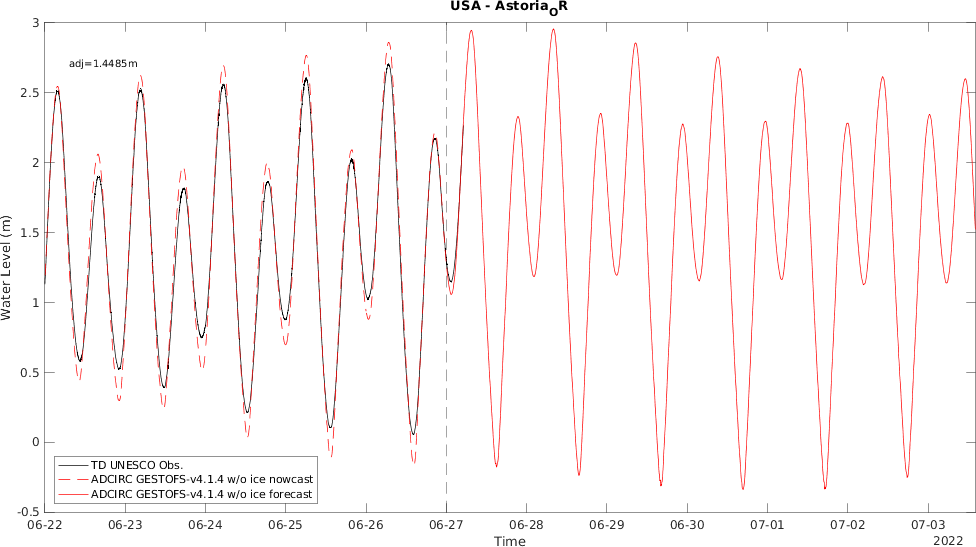 USA - Astoria_OR
adj=1.4485m
3
2.5
2
1.5
1
0.5
0
-0.5
Water Level (m)
TD UNESCO Obs.
ADCIRC GESTOFS-v4.1.4 w/o ice nowcast
ADCIRC GESTOFS-v4.1.4 w/o ice forecast
06-22 06-23 06-24 06-25 06-26 06-27 06-28 06-29 06-30 07-01 07-02 07-03
Time
2022